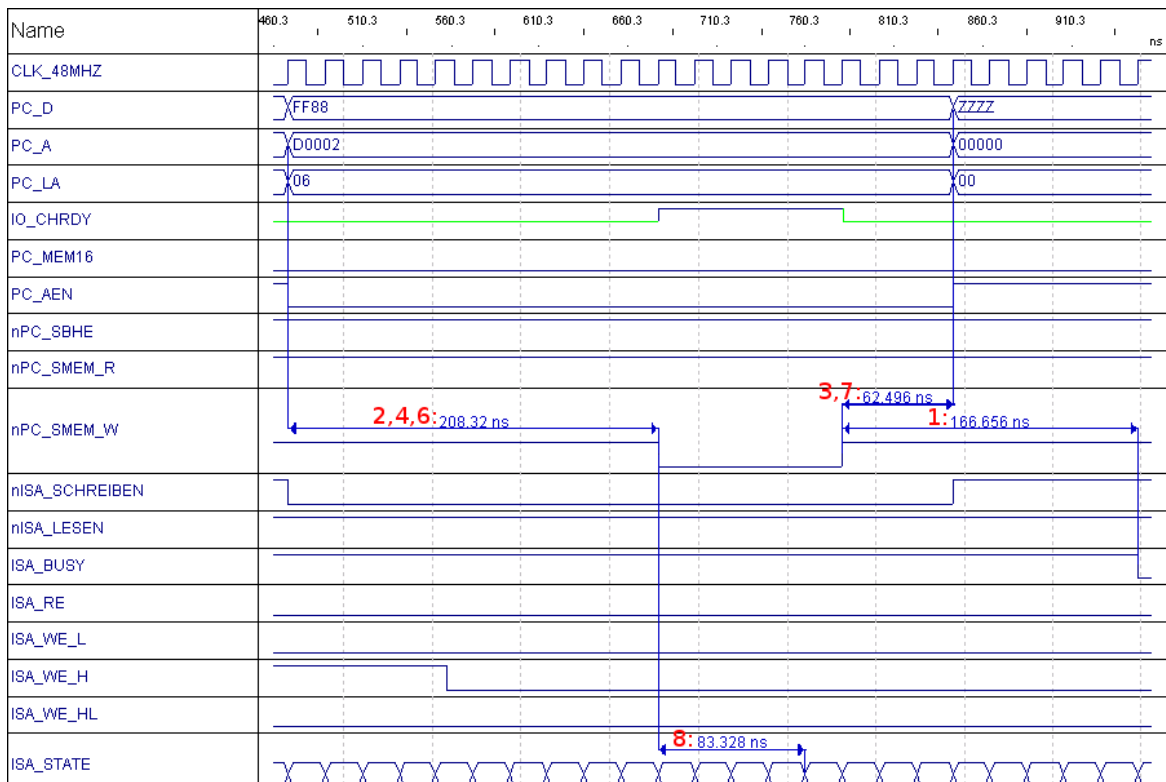 Name
460.3 510.3 560.3 610.3 660.3 710.3 760.3 810.3 860.3 910.3
ns
CLK_48MHZ
PC_D FF88 ZZZZ
PC_A D0002 00000
PC_LA 06 00
IO_CHRDY
PC_MEM16
PC_AEN
nPC_SBHE
nPC_SMEM_R
3,7: 62.496 ns
2,4,6: 208.32 ns 1: 166.656 ns
nPC_SMEM_W
nISA_SCHREIBEN
nISA_LESEN
ISA_BUSY
ISA_RE
ISA_WE_L
ISA_WE_H
ISA_WE_HL
8: 83.328 ns
ISA_STATE